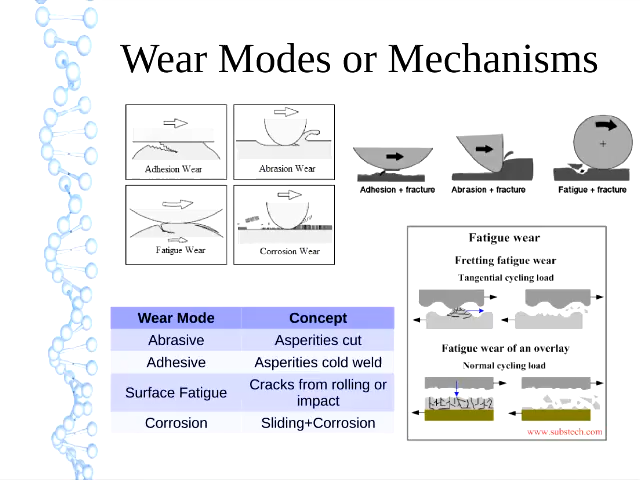 Wear Modes or Mechanisms
Adhesion Wear
Abrasion Wear
Fatigue Wear
Corrosion Wear
Adhesion + fracture
Abrasion + fracture
Fatigue + fracture
Fatigue wear
Fretting fatigue wear
Tangential cycling load
Fatigue wear of an overlay
Normal cycling load
www.substech.com
Wear Mode Concept
Abrasive Asperities cut
Adhesive Asperities cold weld
Surface Fatigue Cracks from rolling or
impact
Corrosion Sliding+Corrosion